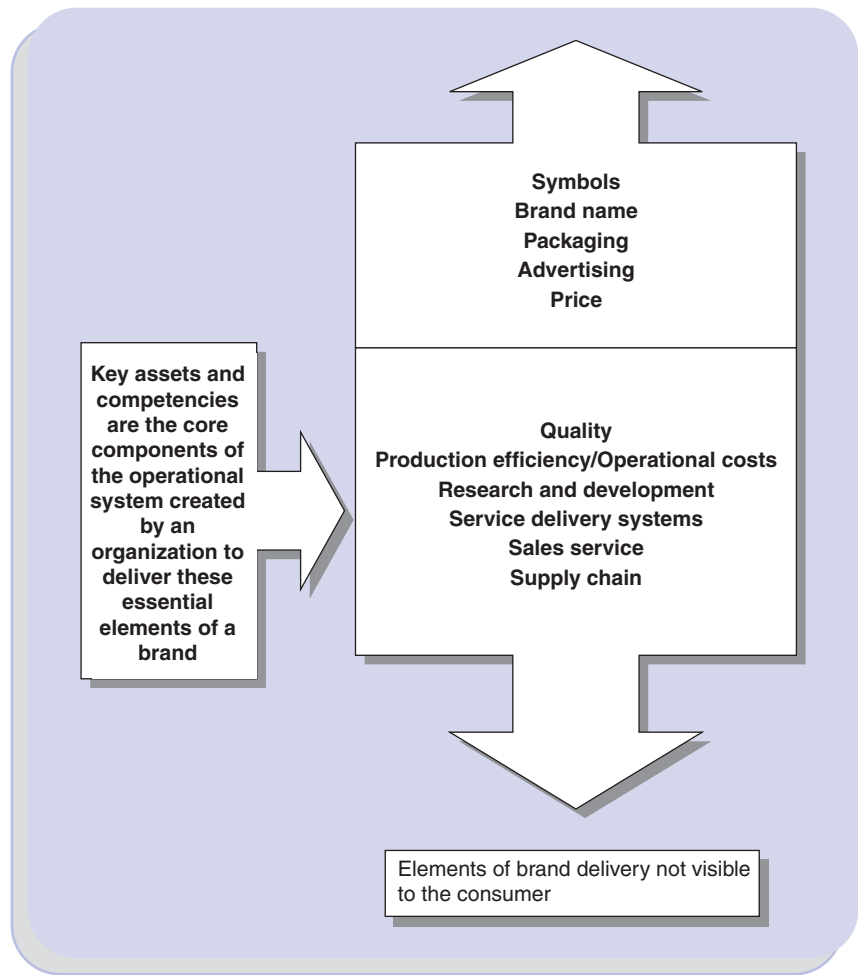 Symbols
Brand name
Packaging
Advertising
Price
Key assets and
competencies
are the core
components of
the operational
system created
by an
organization to
deliver these
essential
elements of a
brand
Quality
Production efficiency/Operational costs
Research and development
Service delivery systems
Sales service
Supply chain
Elements of brand delivery not visible
to the consumer